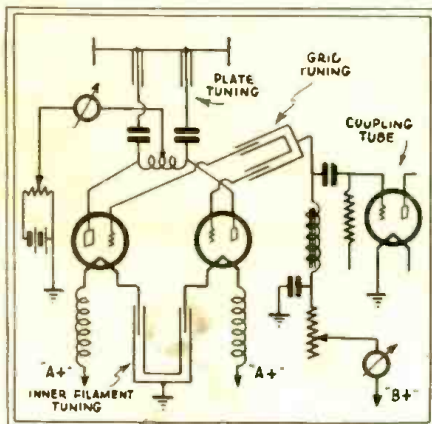 GRID
TUNING
PLATE
TUNING
COUPLING
TUBE
"A+"
"A+"
"B+"
INNER FILAMENT
TUNING